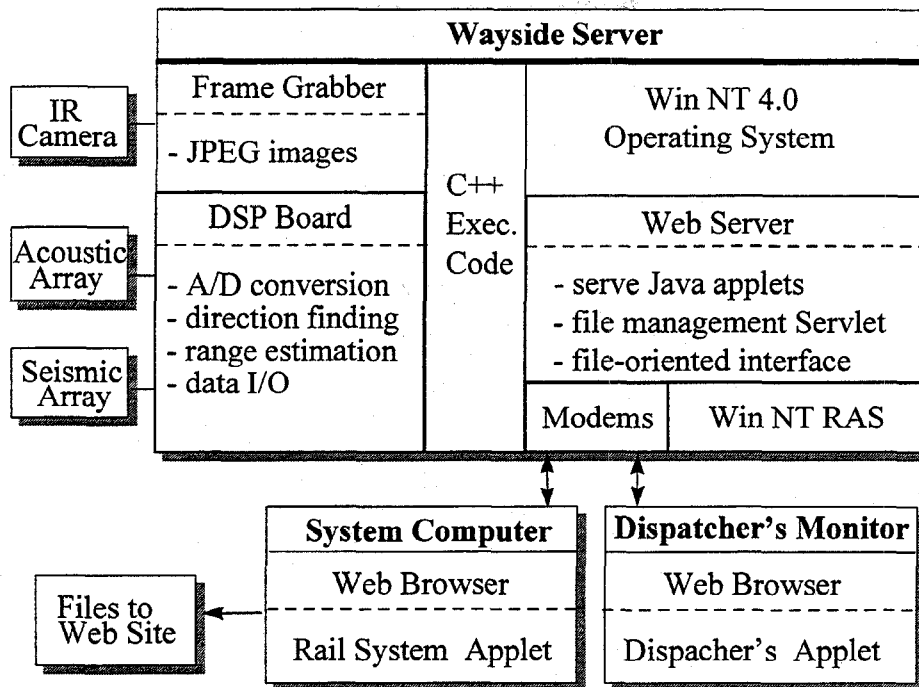 Wayside Server
IR
Camera
Frame Grabber
- JPEG images
Acoustic
Array
Seismic
Array
DSP Board
- A/D conversion
- direction finding
- range estimation
- data I/O
C++
Exec.
Code
Win NT 4.0
Operating System
Web Server
- serve Java applets
- file management Servlet
- file-oriented interface
Modems
Win NT RAS
System Computer
Web Browser
Rail System Applet
Files to
Web Site
Dispatcher's Monitor
Web Browser
Dispacher's Applet